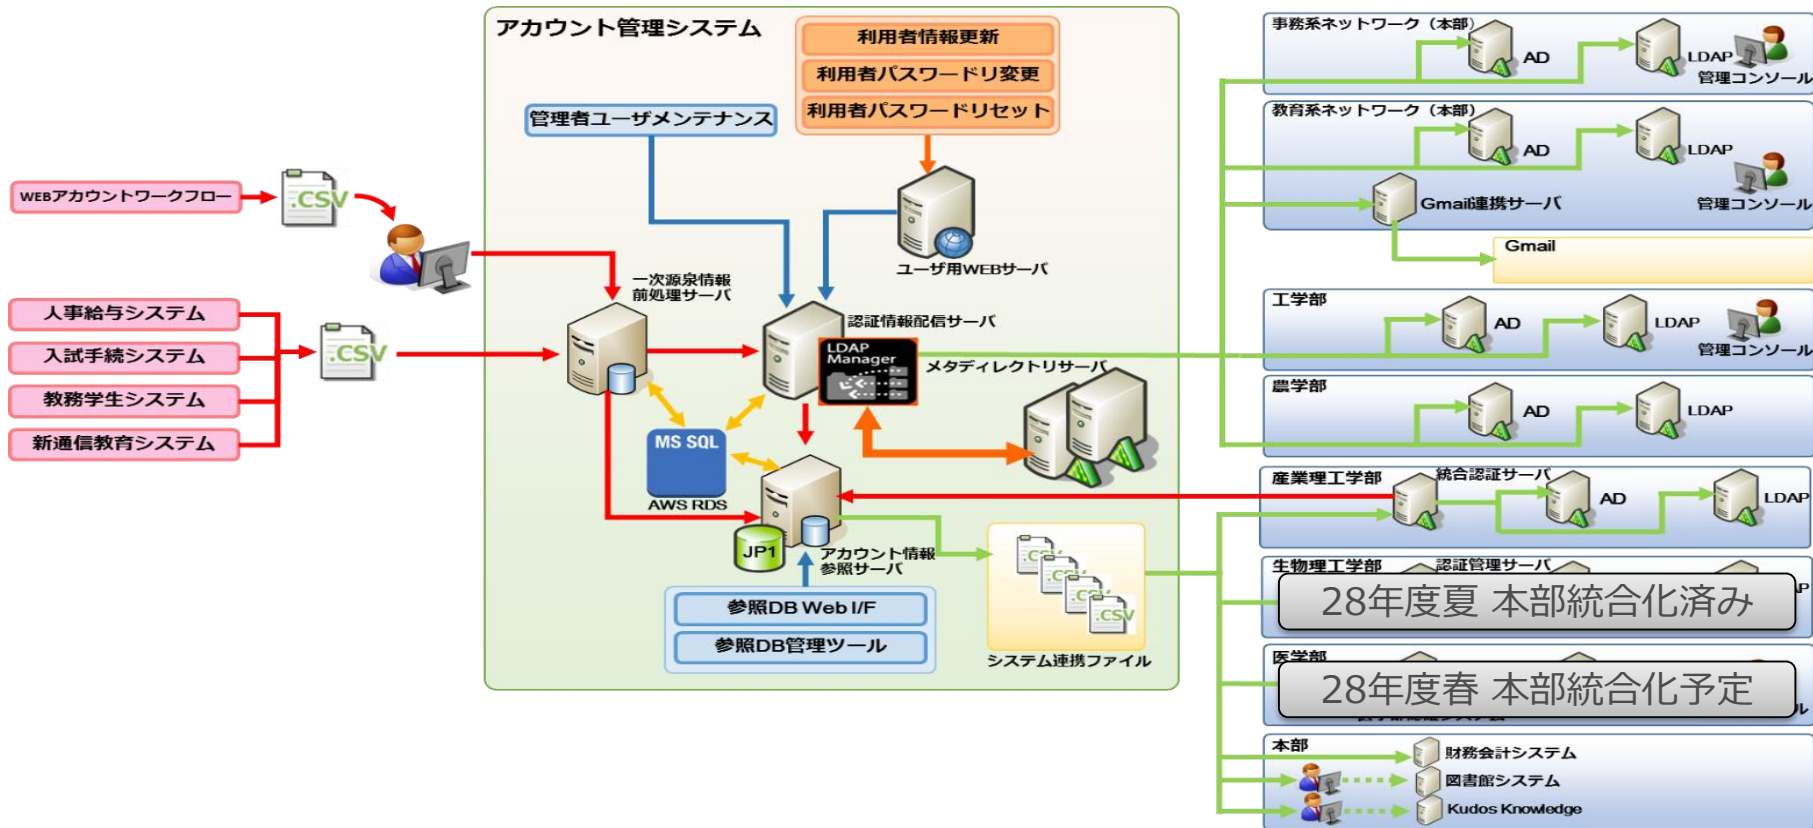 アカウント管理システム
利用者情報更新
利用者パスワードリ変更
利用者パスワードリセット
管理者ユーザメンテナンス
WEBアカウントワークフロー
.CSV
人事給与システム
入試手続システム
教務学生システム
新通信教育システム
.CSV
一次源泉情報
前処理サーバ
ユーザ用WEBサーバ
認証情報配信サーバ
LDAP
Manager
メタディレクトリサーバ
MS SQL
AWS RDS
JP1
アカウント情報
参照サーバ
参照DB Web I/F
参照DB管理ツール
.CSV
.CSV
.CSV
.CSV
システム連携ファイル
事務系ネットワーク（本部）
AD
LDAP
管理コンソール
教育系ネットワーク（本部）
AD
LDAP
Gmail連携サーバ
管理コンソール
Gmail
工学部
AD
LDAP
管理コンソール
農学部
AD
LDAP
産業理工学部
統合認証サーバ
AD
LDAP
生物理工学部
認証管理サーバ
28年度夏 本部統合化済み
医学部
28年度春 本部統合化予定
本部
財務会計システム
図書館システム
Kudos Knowledge